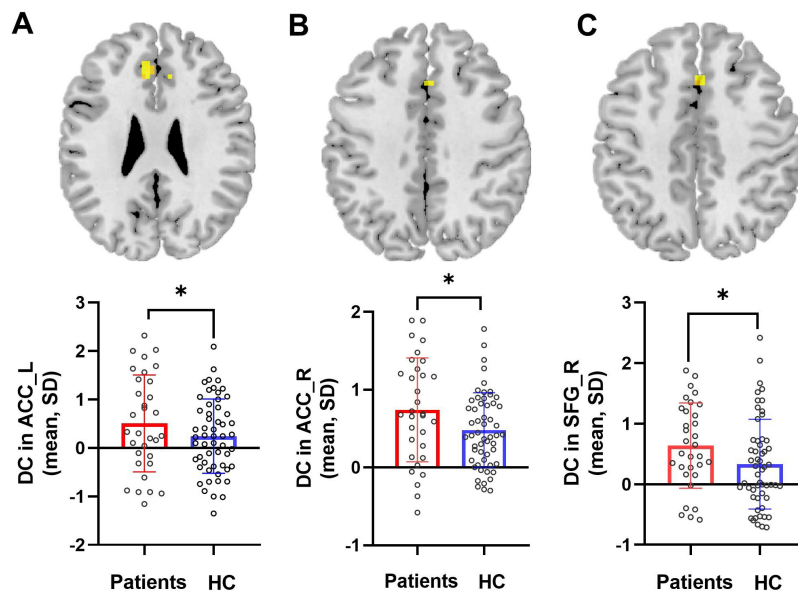 A
B
C
DC in ACC_L
(mean, SD)
3
2
1
0
-1
-2
*
Patients
HC
DC in ACC_R
(mean, SD)
2
1
0
-1
*
Patients
HC
DC in SFG_R
(mean, SD)
3
2
1
0
-1
*
Patients
HC